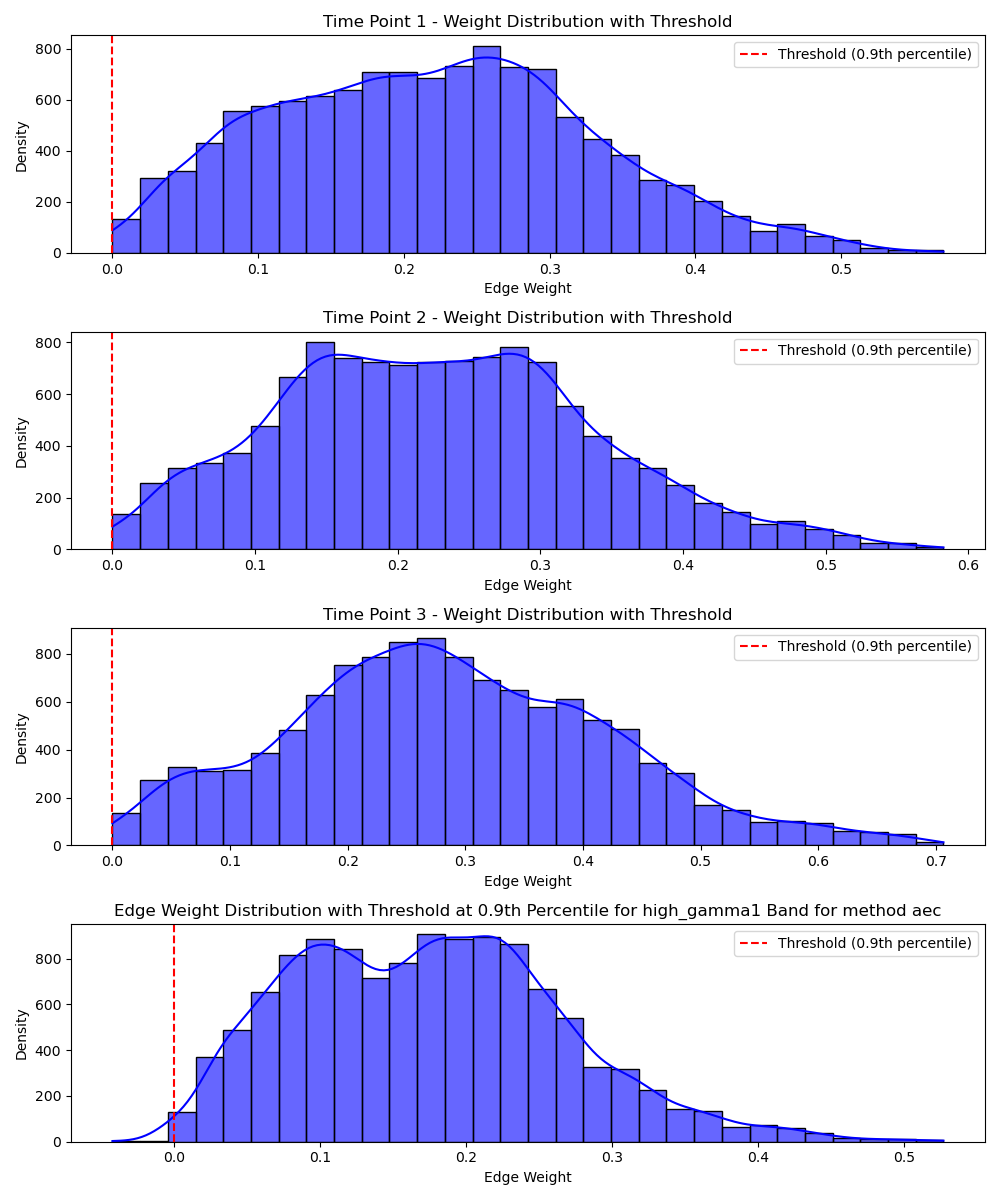 Time Point 1 - Weight Distribution with Threshold
Threshold (0.9th percentile)
Density
800
600
400
200
0
0.0 0.1 0.2 0.3 0.4 0.5
Edge Weight
Time Point 2 - Weight Distribution with Threshold
Threshold (0.9th percentile)
Density
800
600
400
200
0
0.0 0.1 0.2 0.3 0.4 0.5 0.6
Edge Weight
Time Point 3 - Weight Distribution with Threshold
Threshold (0.9th percentile)
Density
800
600
400
200
0
0.0 0.1 0.2 0.3 0.4 0.5 0.6 0.7
Edge Weight
Edge Weight Distribution with Threshold at 0.9th Percentile for high_gamma1 Band for method aec
Threshold (0.9th percentile)
Density
800
600
400
200
0
0.0 0.1 0.2 0.3 0.4 0.5
Edge Weight